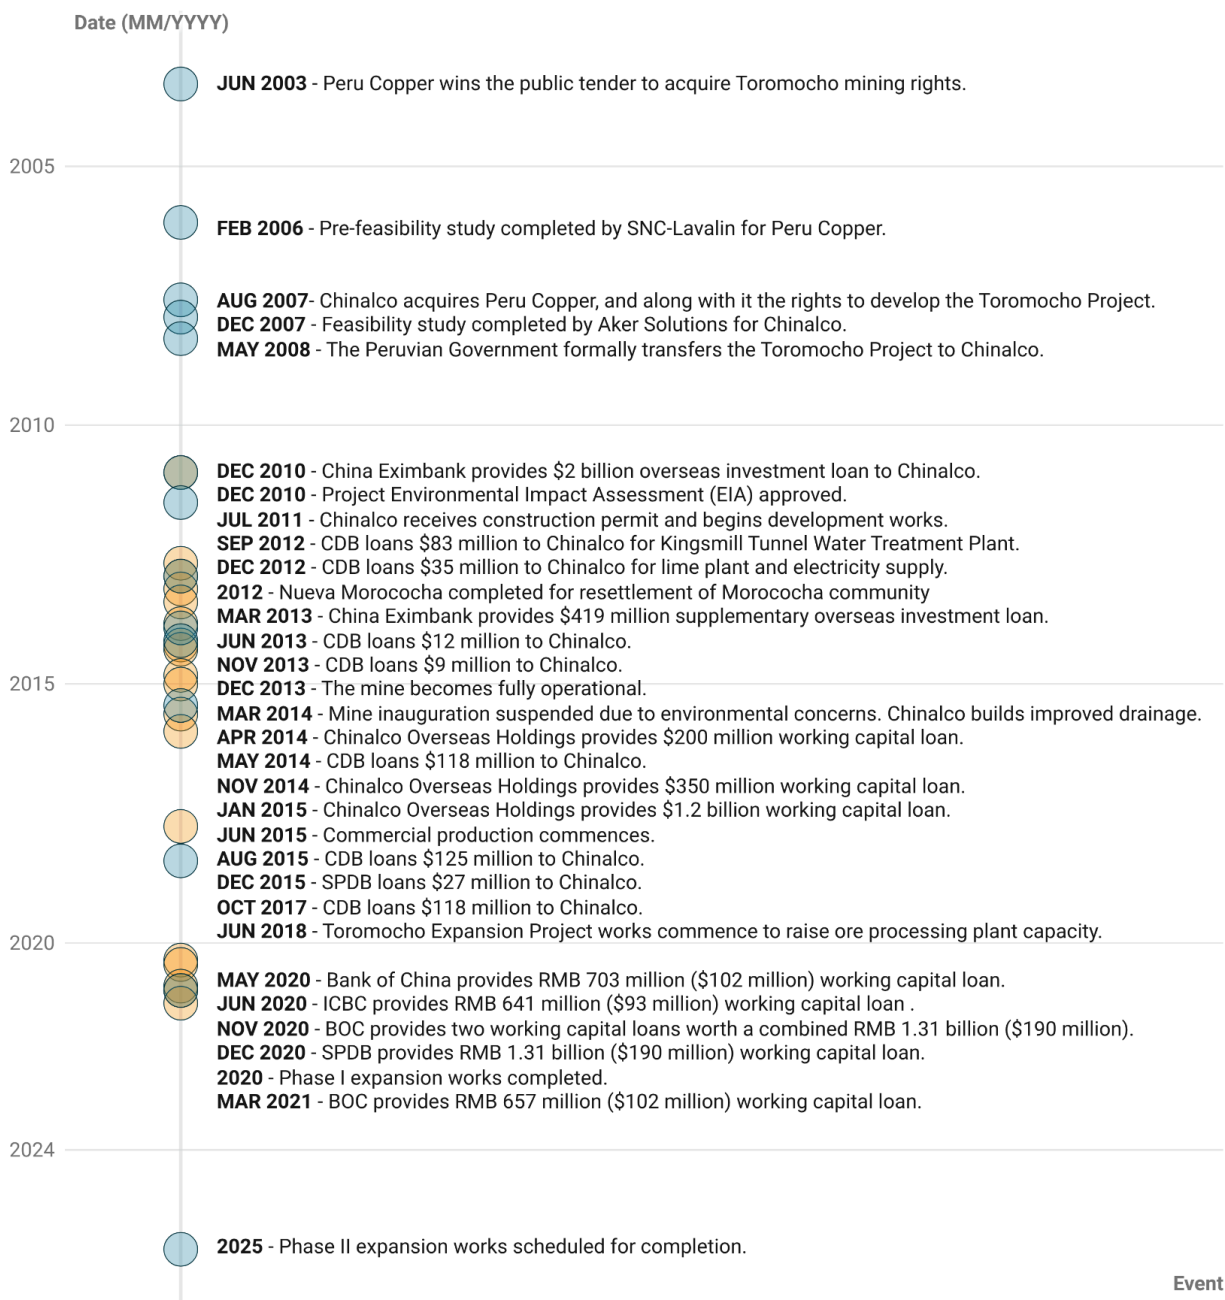 Date (MM/YYYY)
JUN 2003 - Peru Copper wins the public tender to acquire Toromocho mining rights.
2005
FEB 2006 - Pre-feasibility study completed by SNC-Lavalin for Peru Copper.
AUG 2007- Chinalco acquires Peru Copper, and along with it the rights to develop the Toromocho Project.
DEC 2007 - Feasibility study completed by Aker Solutions for Chinalco.
MAY 2008 - The Peruvian Government formally transfers the Toromocho Project to Chinalco.
2010
DEC 2010 - China Eximbank provides $2 billion overseas investment loan to Chinalco.
DEC 2010 - Project Environmental Impact Assessment (EIA) approved.
JUL 2011 - Chinalco receives construction permit and begins development works.
SEP 2012 - CDB loans $83 million to Chinalco for Kingsmill Tunnel Water Treatment Plant.
DEC 2012 - CDB loans $35 million to Chinalco for lime plant and electricity supply.
2012 - Nueva Morococha completed for resettlement of Morococha community
MAR 2013 - China Eximbank provides $419 million supplementary overseas investment loan.
JUN 2013 - CDB loans $12 million to Chinalco.
NOV 2013 - CDB loans $9 million to Chinalco.
2015
DEC 2013 - The mine becomes fully operational.
MAR 2014 - Mine inauguration suspended due to environmental concerns. Chinalco builds improved drainage.
APR 2014 - Chinalco Overseas Holdings provides $200 million working capital loan.
MAY 2014 - CDB loans $118 million to Chinalco.
NOV 2014 - Chinalco Overseas Holdings provides $350 million working capital loan.
JAN 2015 - Chinalco Overseas Holdings provides $1.2 billion working capital loan.
JUN 2015 - Commercial production commences.
AUG 2015 - CDB loans $125 million to Chinalco.
DEC 2015 - SPDB loans $27 million to Chinalco.
OCT 2017 - CDB loans $118 million to Chinalco.
JUN 2018 - Toromocho Expansion Project works commence to raise ore processing plant capacity.
2020
MAY 2020 - Bank of China provides RMB 703 million ($102 million) working capital loan.
JUN 2020 - ICBC provides RMB 641 million ($93 million) working capital loan .
NOV 2020 - BOC provides two working capital loans worth a combined RMB 1.31 billion ($190 million).
DEC 2020 - SPDB provides RMB 1.31 billion ($190 million) working capital loan.
2020 - Phase I expansion works completed.
MAR 2021 - BOC provides RMB 657 million ($102 million) working capital loan.
2024
2025 - Phase II expansion works scheduled for completion.
Event